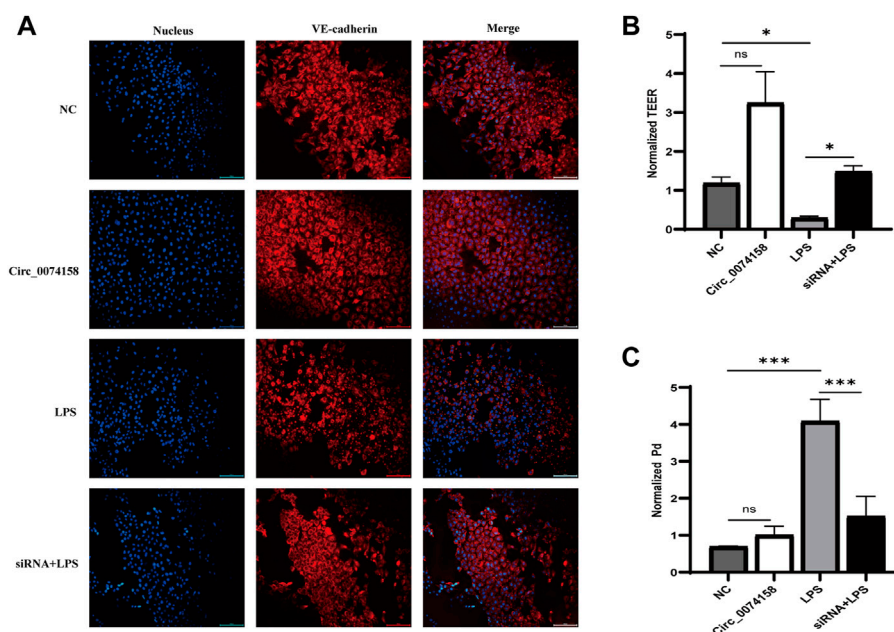 A
Nucleus
VE-cadherin
Merge
NC
Circ_0074158
LPS
siRNA+LPS
B
Normalized TEER
5
4
3
2
1
0
*
ns
*
NC
Circ_0074158
LPS
siRNA+LPS
C
Normalized Pd
5
4
3
2
1
0
***
***
ns
NC
Circ_0074158
LPS
siRNA+LPS